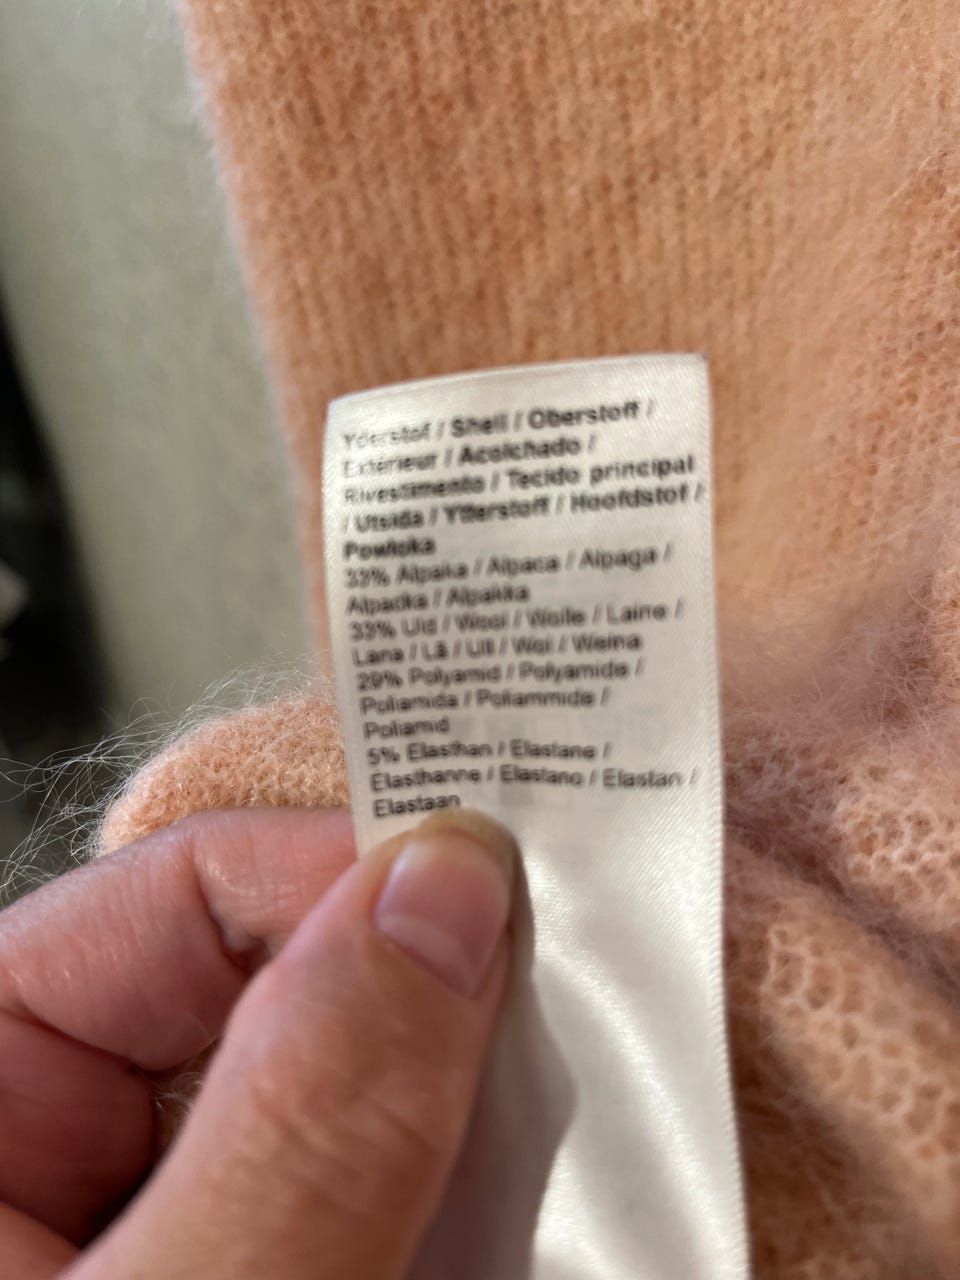 Yderstof / Shell / Oberstoff /
Extérieur / Acolchado /
Rivestimento / Tecido principal
/ Utsida / Ytterstoff / Hoofdstof /
Powłoka
33% Alpaka / Alpaca / Alpaga /
Alpacka / Alpakka
33% Uld / Wool / Wolle / Laine /
Lana / Lã / Ull / Wol / Wełna
29% Polyamid / Polyamide /
Poliamida / Poliammide /
Poliamid
5% Elasthan / Elastane /
Élasthanne / Elastano / Elastan /
Elastaan